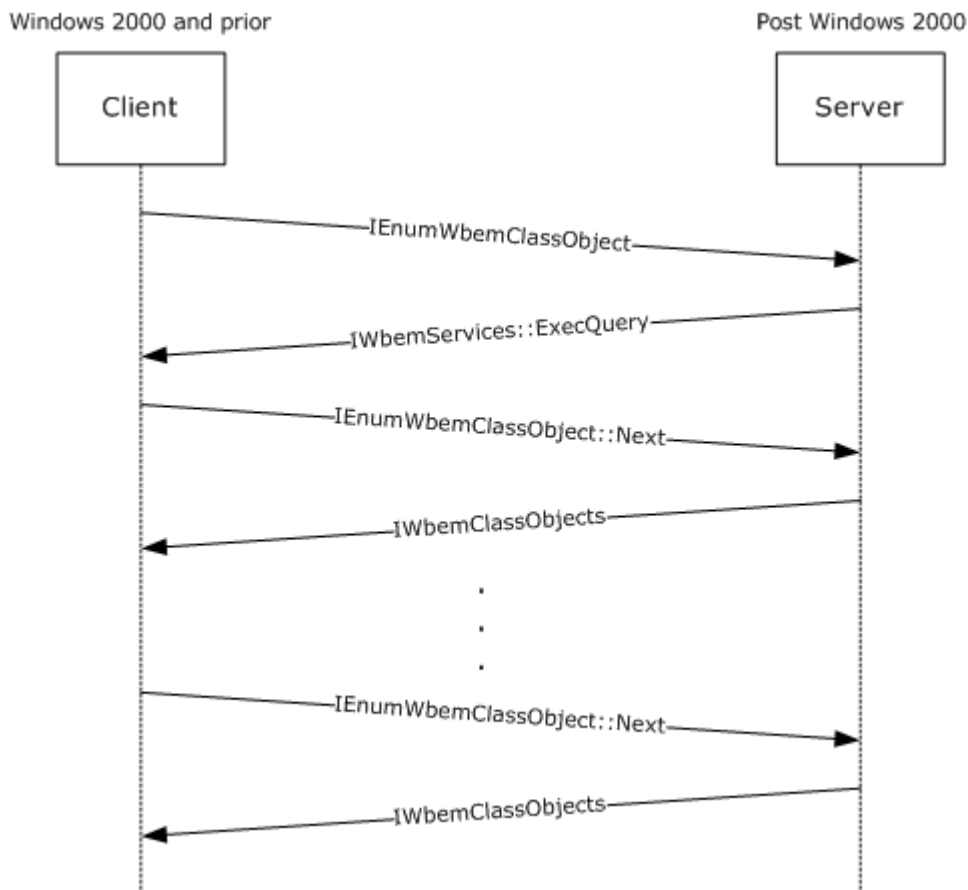 Windows 2000 and prior
Post Windows 2000
Client
Server
IEnumWbemClassObject
IWbemServices::ExecQuery
IEnumWbemClassObject::Next
IWbemClassObjects
.
.
.
IEnumWbemClassObject::Next
IWbemClassObjects